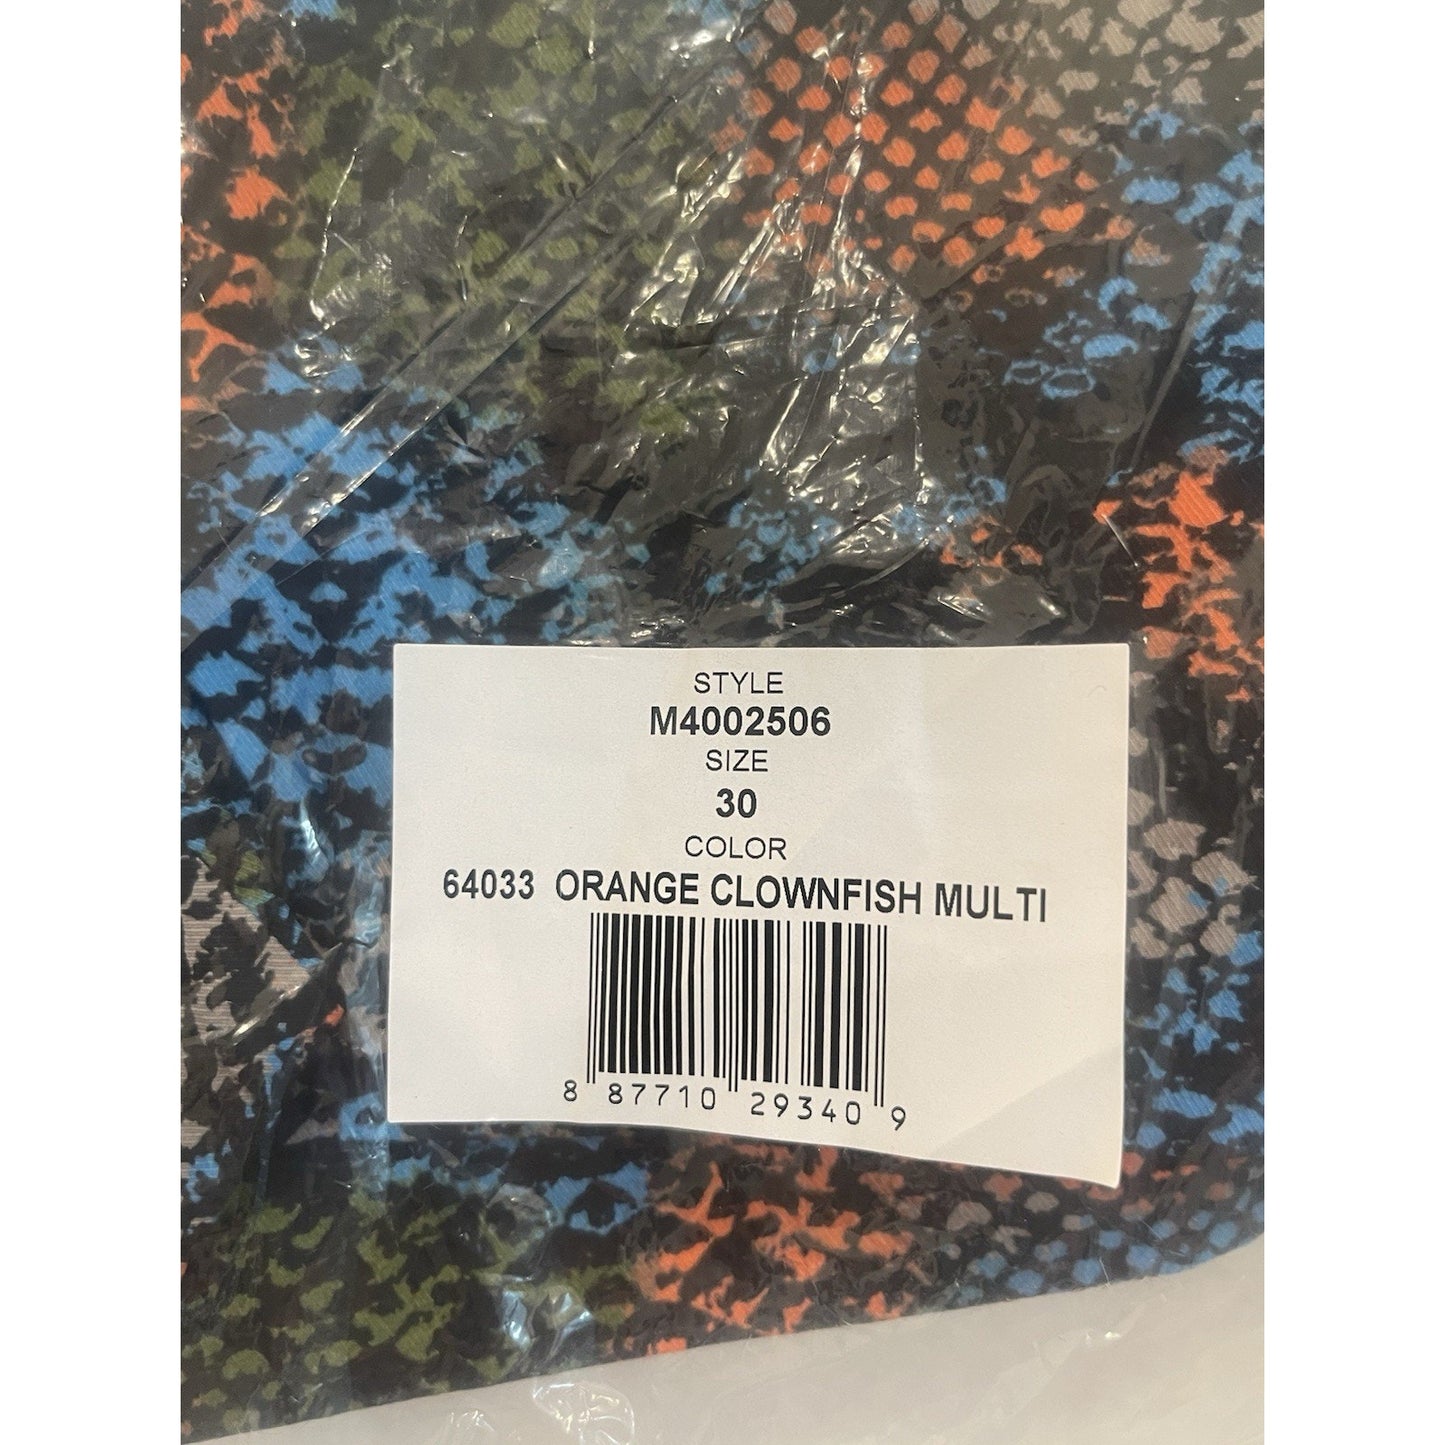 STYLE
M4002506
SIZE
30
COLOR
64033 ORANGE CLOWNFISH MULTI
8 87710 29340 9